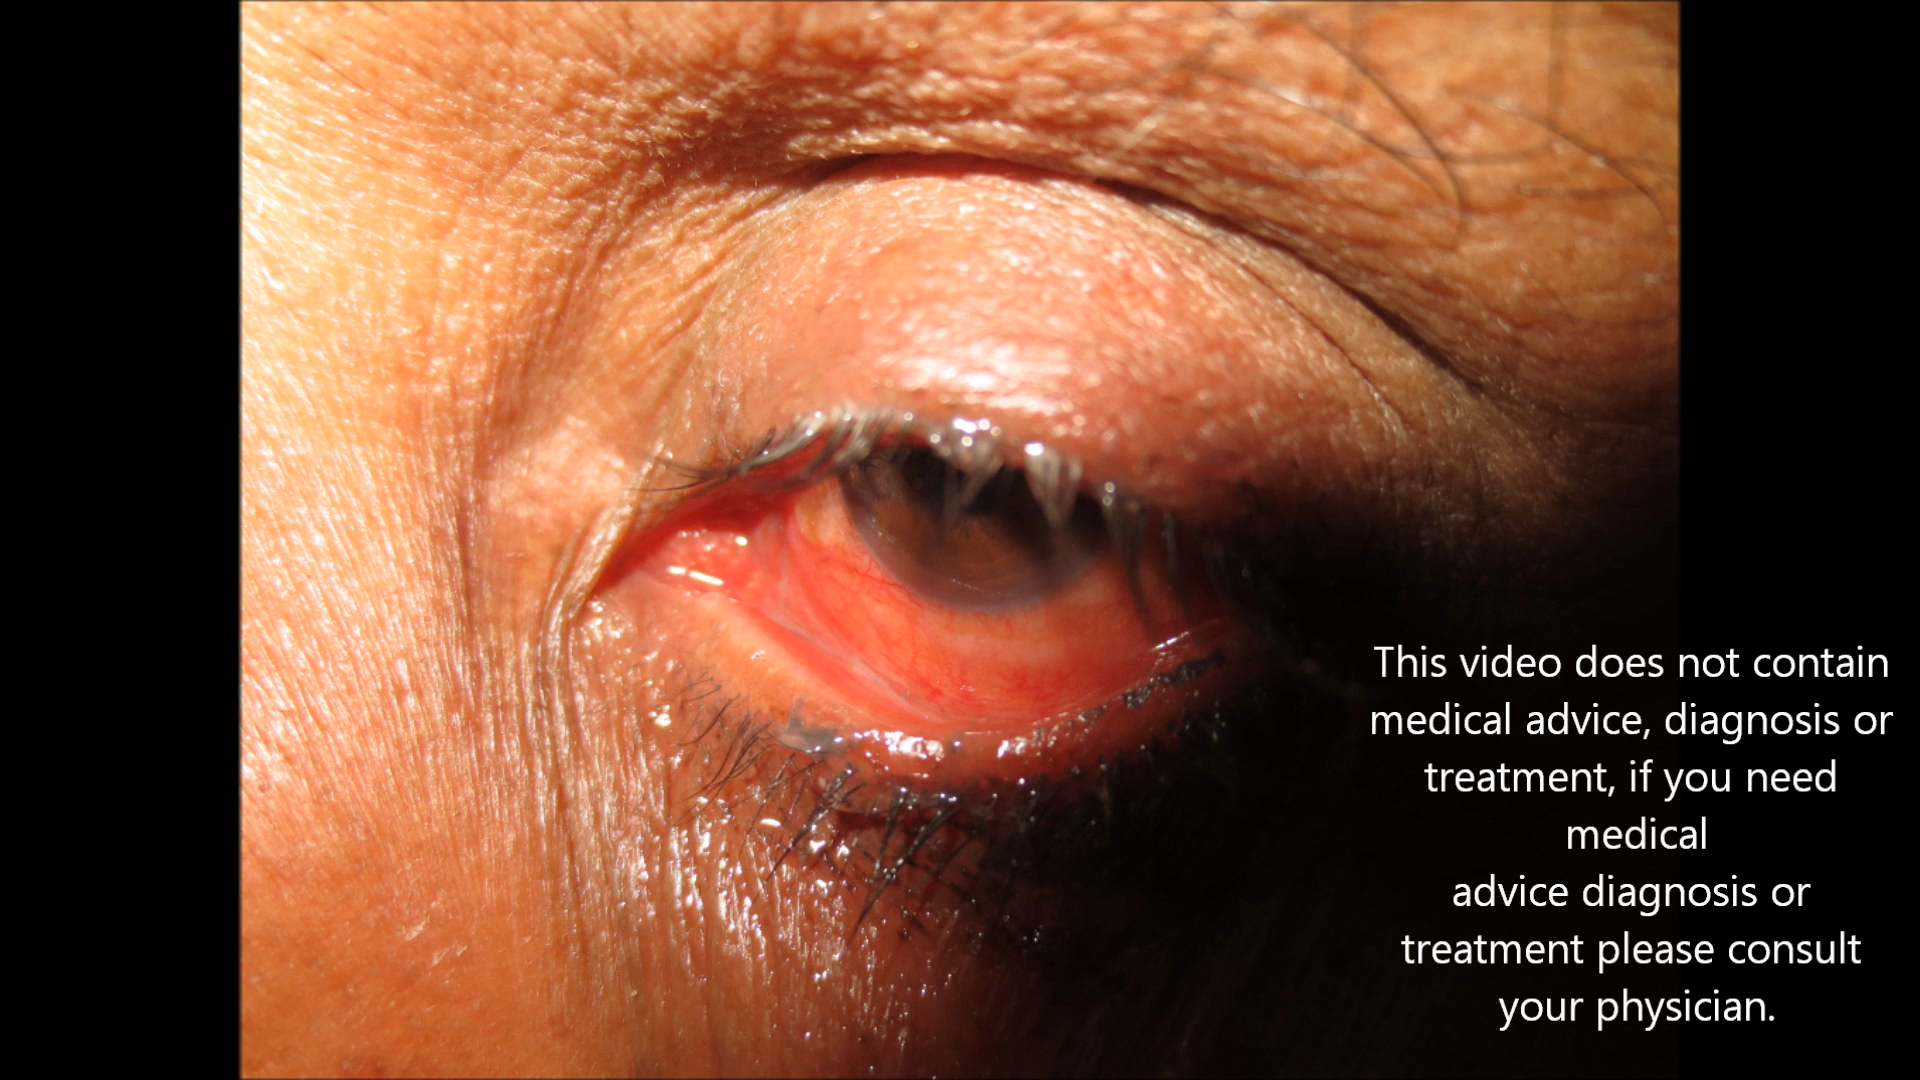 This video does not contain
medical advice, diagnosis or
treatment, if you need
medical
advice diagnosis or
treatment please consult
your physician.